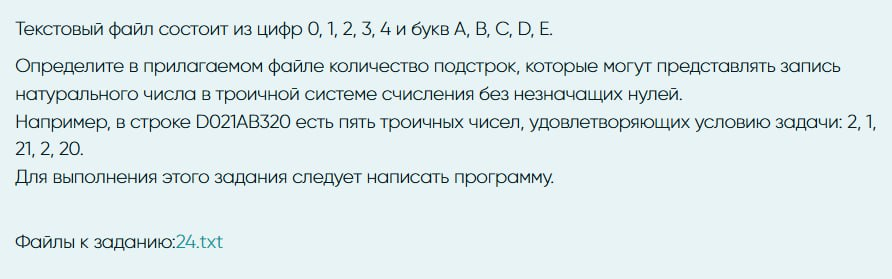 Текстовый файл состоит из цифр 0, 1, 2, 3, 4 и букв A, B, C, D, E.
Определите в прилагаемом файле количество подстрок, которые могут представлять запись
натурального числа в троичной системе счисления без незначащих нулей.
Например, в строке D021AB320 есть пять троичных чисел, удовлетворяющих условию задачи: 2, 1,
21, 2, 20.
Для выполнения этого задания следует написать программу.
Файлы к заданию:24.txt